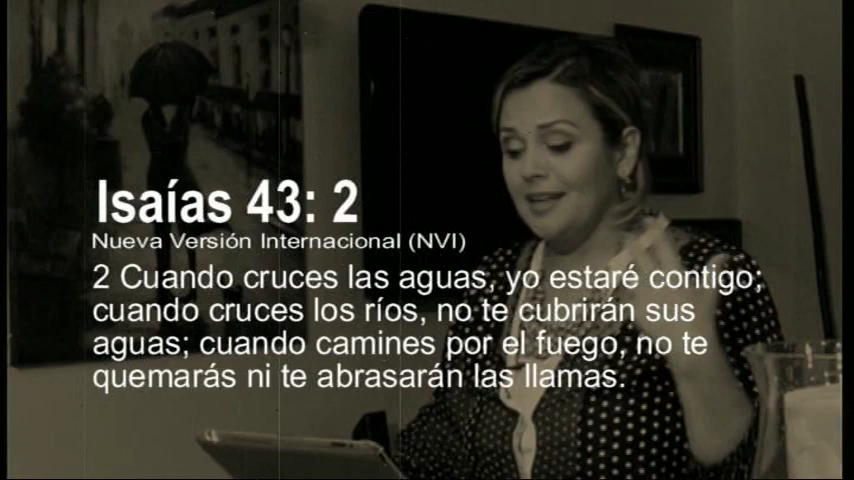 Isaías 43: 2
Nueva Versión Internacional (NVI)
2 Cuando cruces las aguas, yo estaré contigo;
cuando cruces los ríos, no te cubrirán sus
aguas; cuando camines por el fuego, no te
quemarás ni te abrasarán las llamas.